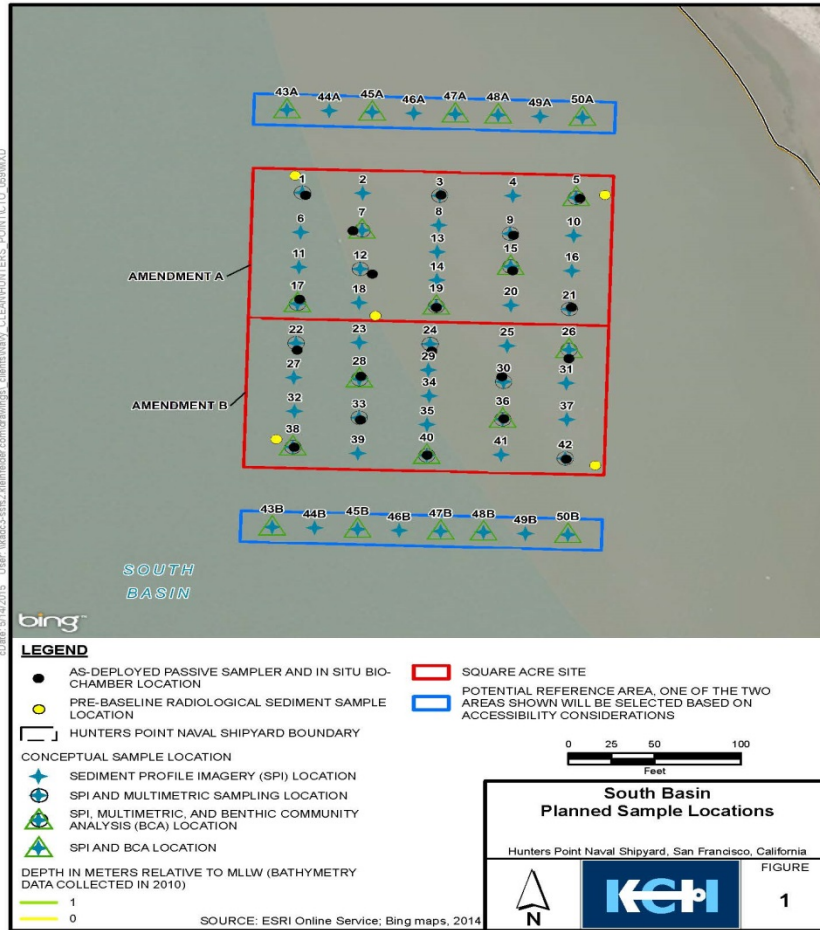 43A 44A 45A 46A 47A 48A 49A 50A
1 2 3 4 5
6 7 8 9 10
11 12 13 14 15 16
AMENDMENT A
17 18 19 20 21
22 23 24 25 26
27 28 29 30 31
AMENDMENT B
32 33 34 35 36 37
38 39 40 41 42
43B 44B 45B 46B 47B 48B 49B 50B
SOUTH
BASIN
bing
LEGEND
AS-DEPLOYED PASSIVE SAMPLER AND IN SITU BIO-
CHAMBER LOCATION
PRE-BASELINE RADIOLOGICAL SEDIMENT SAMPLE
LOCATION
HUNTERS POINT NAVAL SHIPYARD BOUNDARY
CONCEPTUAL SAMPLE LOCATION
SEDIMENT PROFILE IMAGERY (SPI) LOCATION
SPI AND MULTIMETRIC SAMPLING LOCATION
SPI, MULTIMETRIC, AND BENTHIC COMMUNITY
ANALYSIS (BCA) LOCATION
SPI AND BCA LOCATION
DEPTH IN METERS RELATIVE TO MLLW (BATHYMETRY
DATA COLLECTED IN 2010)
1
0
SOURCE: ESRI Online Service; Bing maps, 2014
SQUARE ACRE SITE
POTENTIAL REFERENCE AREA, ONE OF THE TWO
AREAS SHOWN WILL BE SELECTED BASED ON
ACCESSIBILITY CONSIDERATIONS
0 25 50 100
Feet
South Basin
Planned Sample Locations
Hunters Point Naval Shipyard, San Francisco, California
N
KCH
FIGURE
1